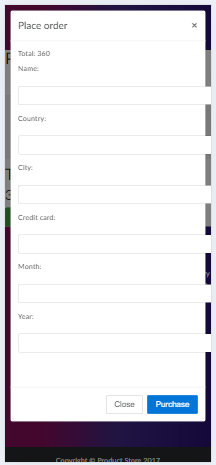 Place order ×
Total: 360
Name:
Country:
City:
Credit card:
Month:
Year:
Close Purchase
Copyright © Product Store 2017